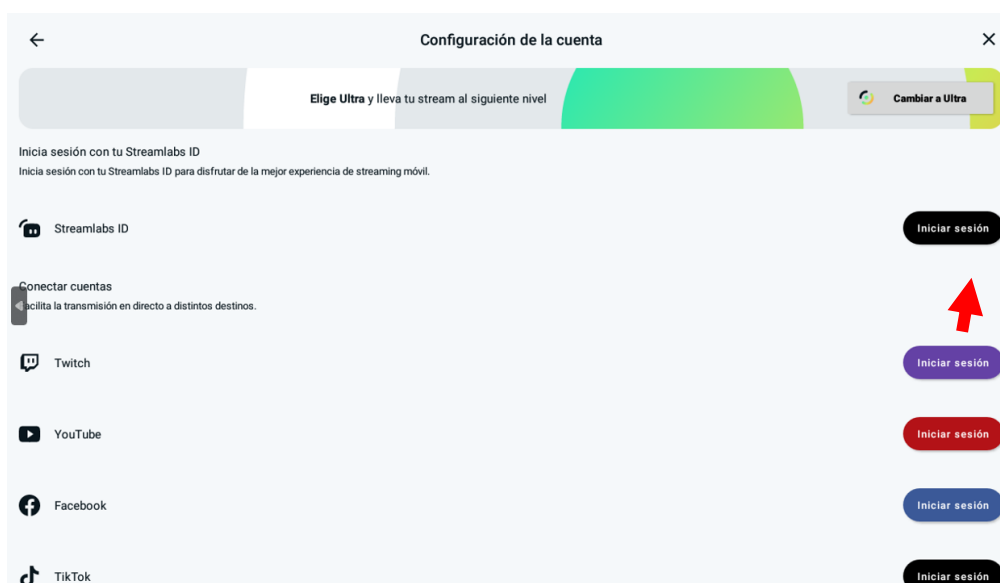 Configuración de la cuenta
Elige Ultra y lleva tu stream al siguiente nivel
Cambiar a Ultra
Inicia sesión con tu Streamlabs ID
Inicia sesión con tu Streamlabs ID para disfrutar de la mejor experiencia de streaming móvil.
Streamlabs ID
Iniciar sesión
Conectar cuentas
acilita la transmisión en directo a distintos destinos.
Twitch
Iniciar sesión
YouTube
Iniciar sesión
Facebook
Iniciar sesión
TikTok
Iniciar sesión